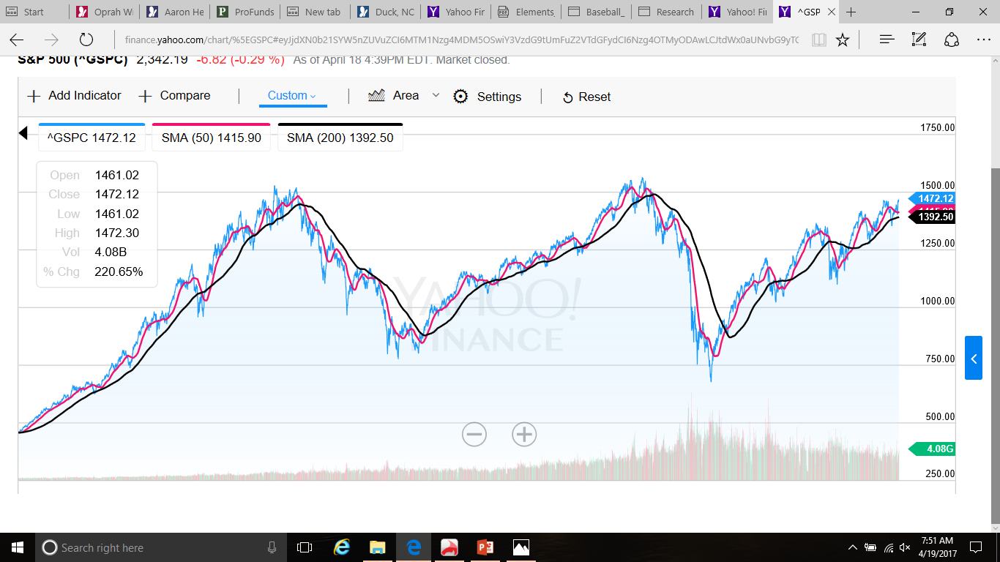 Start Oprah Wi Aaron He ProFunds New tab Duck, NC Yahoo Fir Elements_ Baseball_ Research Yahoo! Fi ^GSP
finance.yahoo.com/chart/%5EGSPC#
S&P 500 (^GSPC) 2,342.19 -6.82 (-0.29 %) As of April 18 4:39PM EDT. Market closed.
Add Indicator Compare Custom Area Settings Reset
^GSPC 1472.12 SMA (50) 1415.90 SMA (200) 1392.50
Open 1461.02
Close 1472.12
Low 1461.02
High 1472.30
Vol 4.08B
% Chg 220.65%
1750.00
1500.00
1472.12
1392.50
1250.00
1000.00
750.00
500.00
4.08G
250.00
YAHOO!
FINANCE
Search right here
7:51 AM
4/19/2017